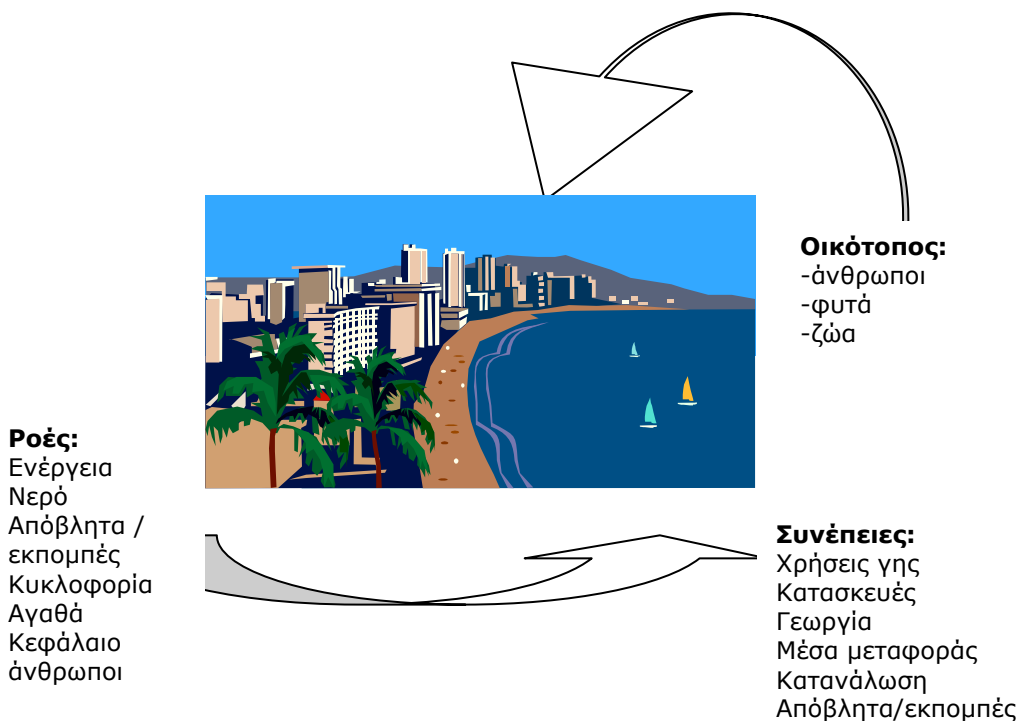 Οικότοπος:
-άνθρωποι
-φυτά
-ζώα
Ροές:
Ενέργεια
Νερό
Απόβλητα /
εκπομπές
Κυκλοφορία
Αγαθά
Κεφάλαιο
άνθρωποι
Συνέπειες:
Χρήσεις γης
Κατασκευές
Γεωργία
Μέσα μεταφοράς
Κατανάλωση
Απόβλητα/εκπομπές